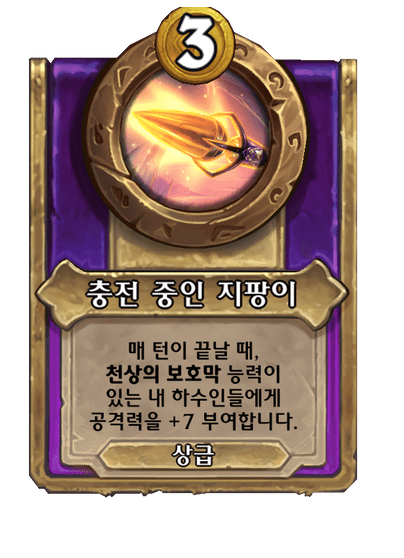 3
충전 중인 지팡이
매 턴이 끝날 때,
천상의 보호막 능력이
있는 내 하수인들에게
공격력을 +7 부여합니다.
상급